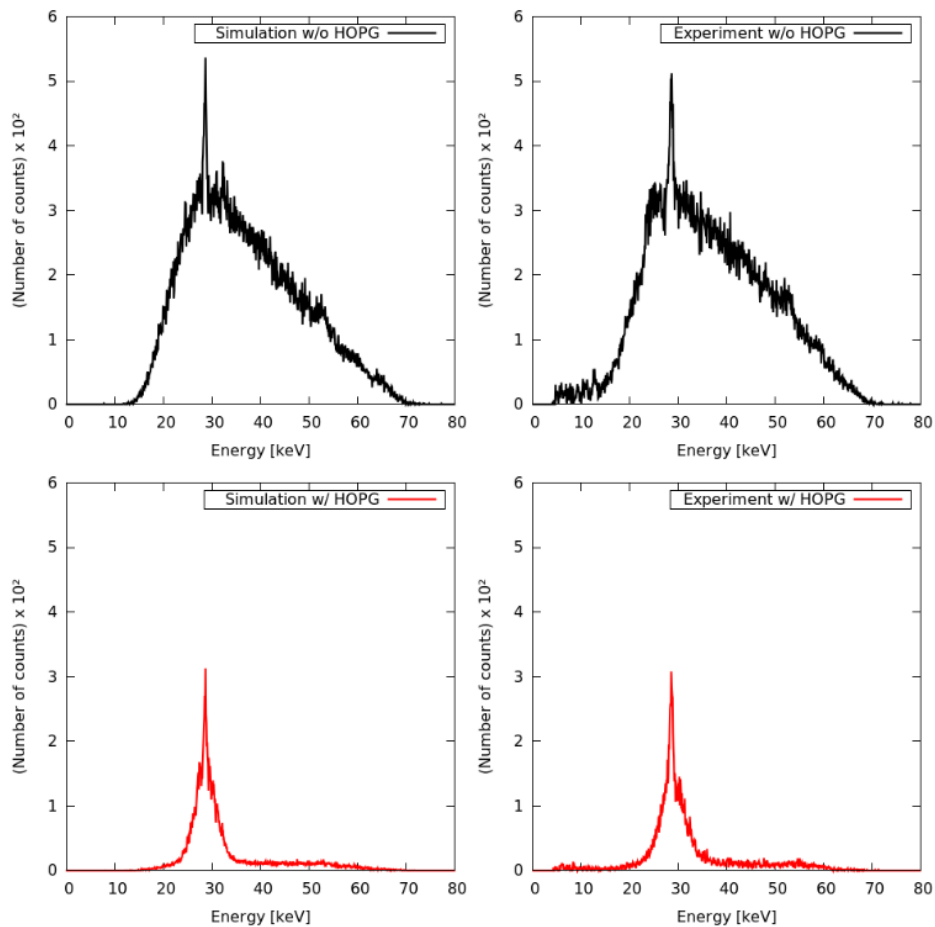 Simulation w/o HOPG
6
5
4
3
2
1
0
(Number of counts) x 10²
0 10 20 30 40 50 60 70 80
Energy [keV]
Experiment w/o HOPG
6
5
4
3
2
1
0
(Number of counts) x 10²
0 10 20 30 40 50 60 70 80
Energy [keV]
Simulation w/ HOPG
6
5
4
3
2
1
0
(Number of counts) x 10²
0 10 20 30 40 50 60 70 80
Energy [keV]
Experiment w/ HOPG
6
5
4
3
2
1
0
(Number of counts) x 10²
0 10 20 30 40 50 60 70 80
Energy [keV]